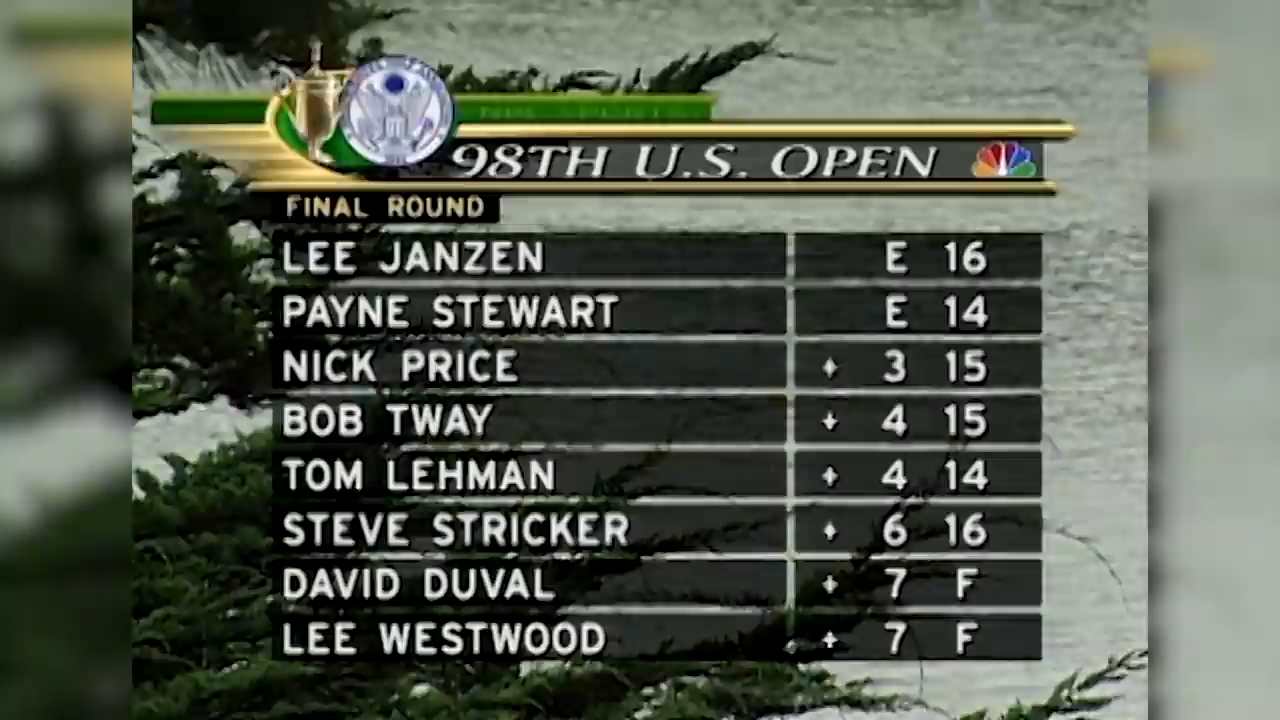 98TH U.S. OPEN
FINAL ROUND
LEE JANZEN E 16
PAYNE STEWART E 14
NICK PRICE + 3 15
BOB TWAY + 4 15
TOM LEHMAN + 4 14
STEVE STRICKER + 6 16
DAVID DUVAL + 7 F
LEE WESTWOOD + 7 F